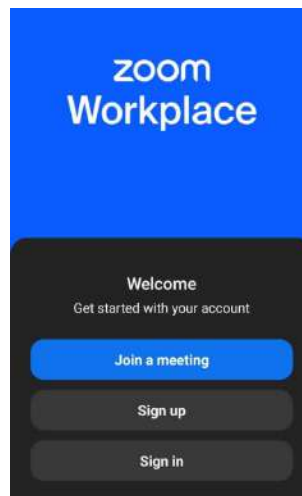 zoom
Workplace
Welcome
Get started with your account
Join a meeting
Sign up
Sign in